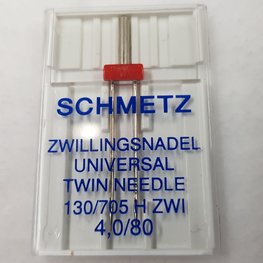 SCHMETZ
ZWILLINGSNADEL
UNIVERSAL
TWIN NEEDLE
130/705 H ZWI
4,0/80